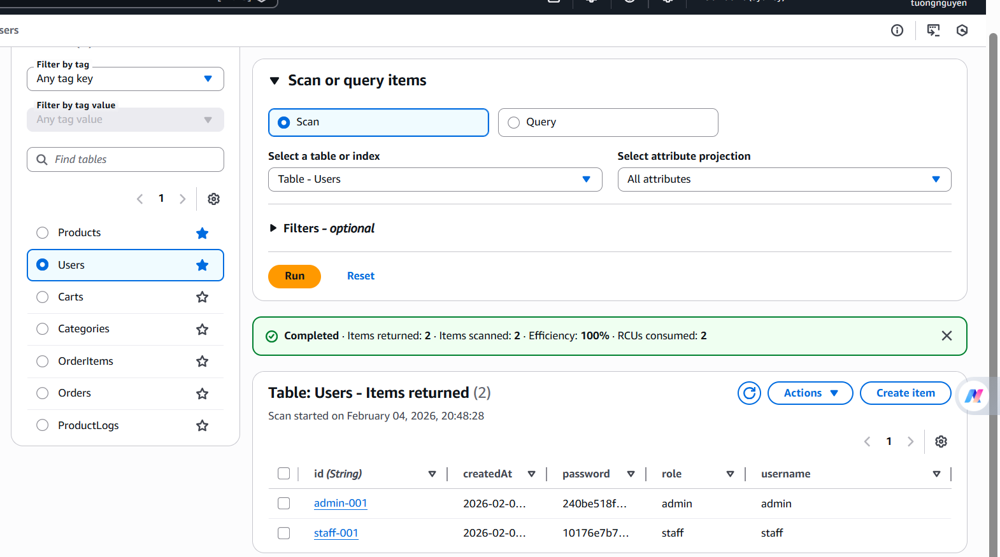 tuongnguyen
sers
Filter by tag
Any tag key
Filter by tag value
Any tag value
Find tables
1
Products
Users
Carts
Categories
OrderItems
Orders
ProductLogs
Scan or query items
Scan
Query
Select a table or index
Select attribute projection
Table - Users
All attributes
Filters - optional
Run
Reset
Completed · Items returned: 2 · Items scanned: 2 · Efficiency: 100% · RCUs consumed: 2
Table: Users - Items returned (2)
Actions
Create item
Scan started on February 04, 2026, 20:48:28
1
id (String)
createdAt
password
role
username
admin-001
2026-02-0...
240be518f...
admin
admin
staff-001
2026-02-0...
10176e7b7...
staff
staff